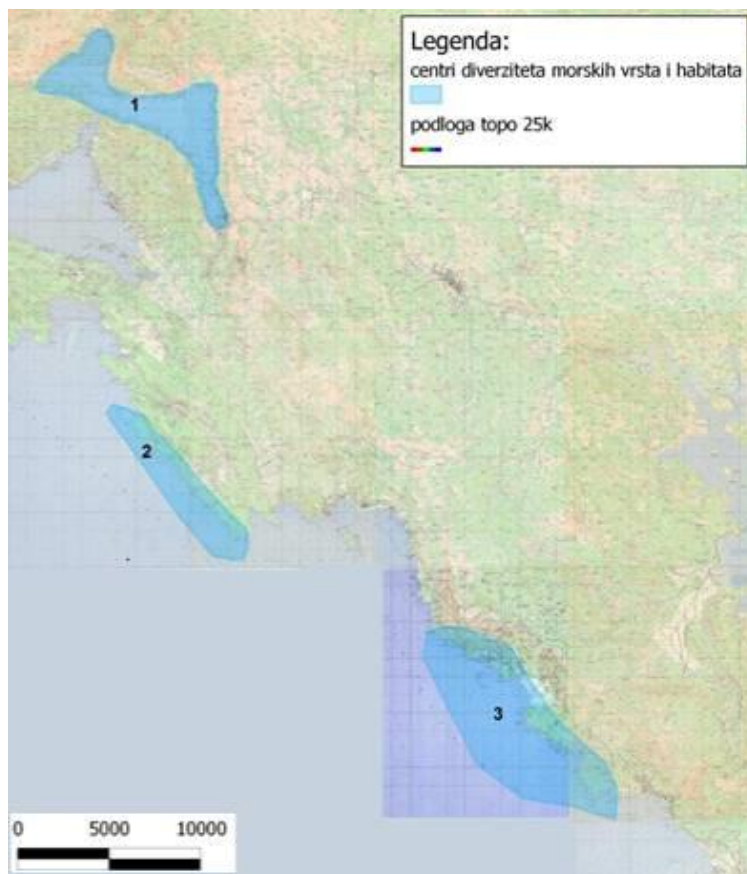 Legenda:
centri diverziteta morskih vrsta i habitata
podloga topo 25k
1
2
3
0 5000 10000